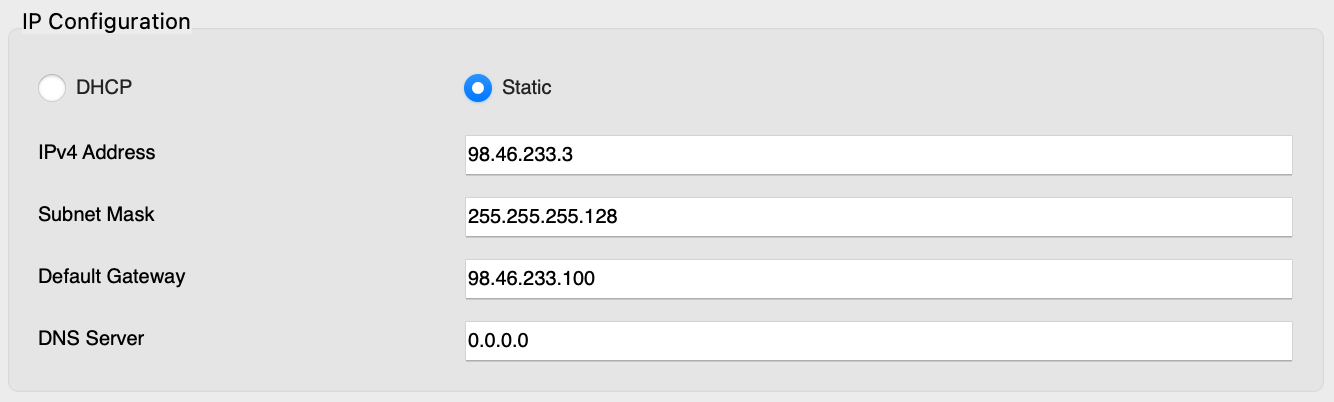 IP Configuration
DHCP Static
IPv4 Address 98.46.233.3
Subnet Mask 255.255.255.128
Default Gateway 98.46.233.100
DNS Server 0.0.0.0